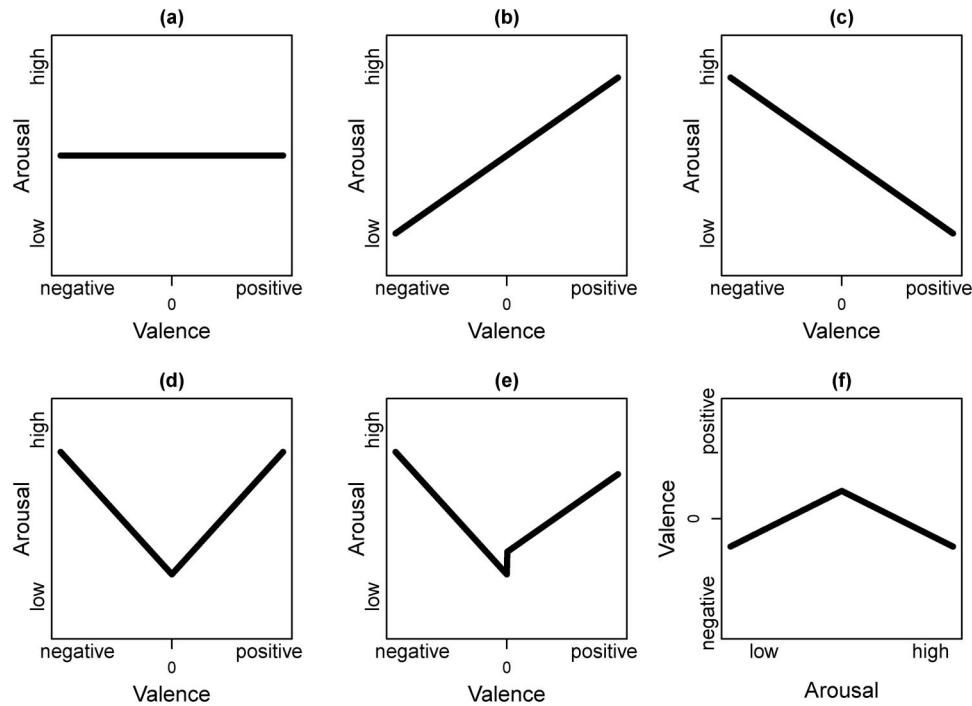 (a)
high
Arousal
low
negative
0
positive
Valence
(b)
high
Arousal
low
negative
0
positive
Valence
(c)
high
Arousal
low
negative
0
positive
Valence
(d)
high
Arousal
low
negative
0
positive
Valence
(e)
high
Arousal
low
negative
0
positive
Valence
(f)
positive
Valence
0
negative
low
high
Arousal